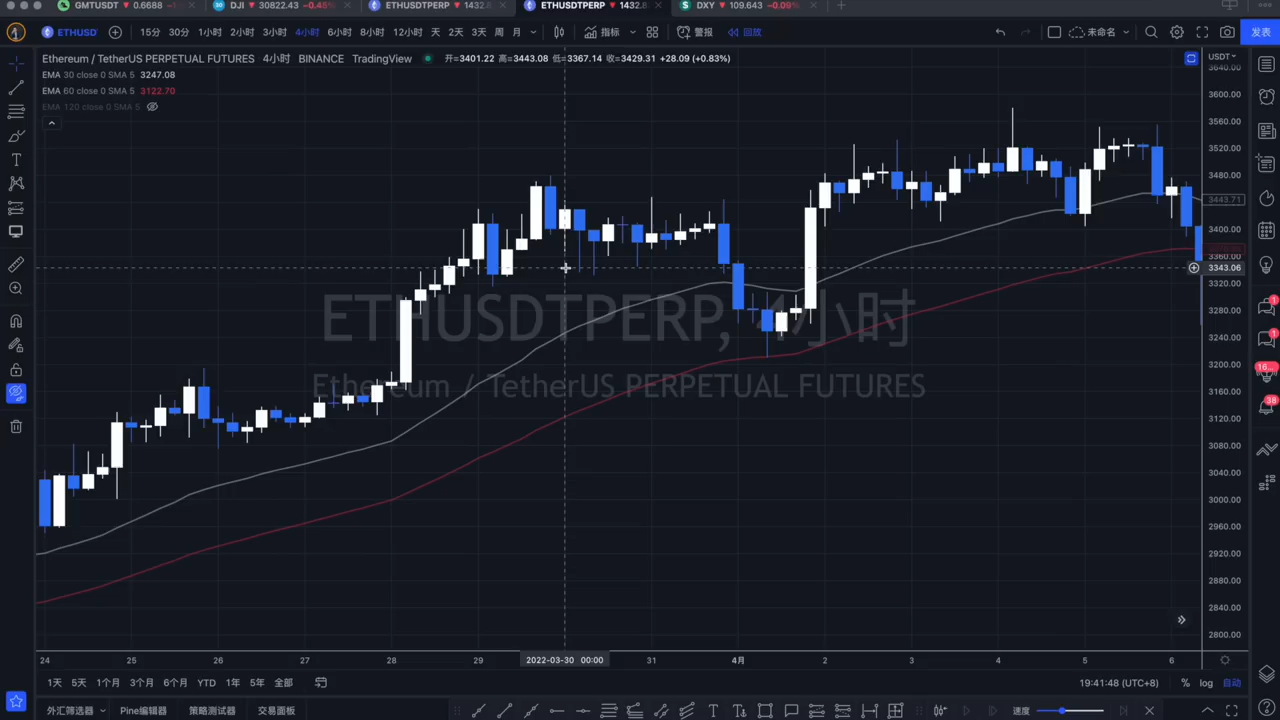 GMTUSDT ▼ 0.6688
DJI ▼ 30822.43 −0.45%
ETHUSDTPERP ▼ 1432.
ETHUSDTPERP ▼ 1432.8
DXY ▼ 109.643 −0.09%
ETHUSD 15分 30分 1小时 2小时 3小时 4小时 6小时 8小时 12小时 天 2天 3天 周 月 指标 警报 回放 未命名 发表
Ethereum / TetherUS PERPETUAL FUTURES 4小时 BINANCE TradingView 开=3401.22 高=3443.08 低=3367.14 收=3429.31 +28.09 (+0.83%)
USDT
EMA 30 close 0 SMA 5 3247.08
EMA 60 close 0 SMA 5 3122.70
EMA 120 close 0 SMA 5
3640.00
3600.00
3560.00
3520.00
3480.00
3443.71
3400.00
3360.00
3343.06
3320.00
3280.00
3240.00
3200.00
3160.00
3120.00
3080.00
3040.00
3000.00
2960.00
2920.00
2880.00
2840.00
2800.00
ETHUSDTPERP, 4小时
Ethereum / TetherUS PERPETUAL FUTURES
1
1
16...
38
24 25 26 27 28 29 2022-03-30 00:00 31 4月 2 3 4 5 6
1天 5天 1个月 3个月 6个月 YTD 1年 5年 全部 19:41:48 (UTC+8) % log 自动
外汇筛选器 Pine编辑器 策略测试器 交易面板 速度